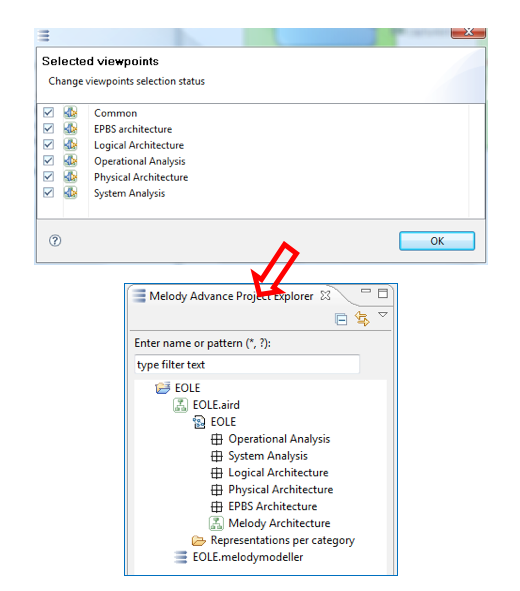 Selected viewpoints
Change viewpoints selection status
Common
EPBS architecture
Logical Architecture
Operational Analysis
Physical Architecture
System Analysis
OK
Melody Advance Project Explorer
Enter name or pattern (*, ?):
type filter text
EOLE
EOLE.aird
EOLE
Operational Analysis
System Analysis
Logical Architecture
Physical Architecture
EPBS Architecture
Melody Architecture
Representations per category
EOLE.melodymodeller